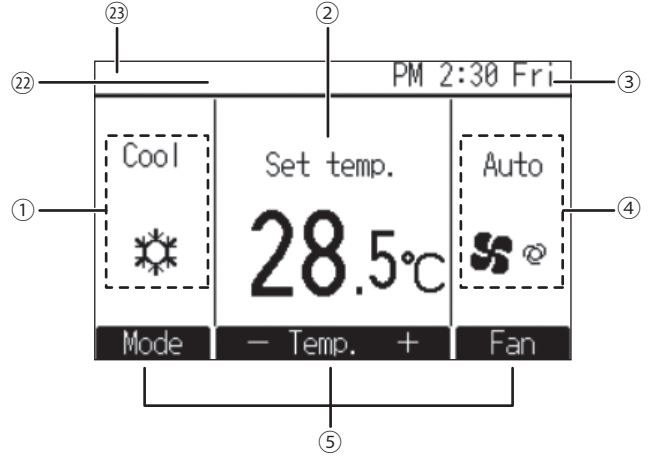 ㉓ ②
㉒ PM 2:30 Fri ③
Cool Set temp. Auto
① ④
28.5°C
Mode − Temp. + Fan
⑤